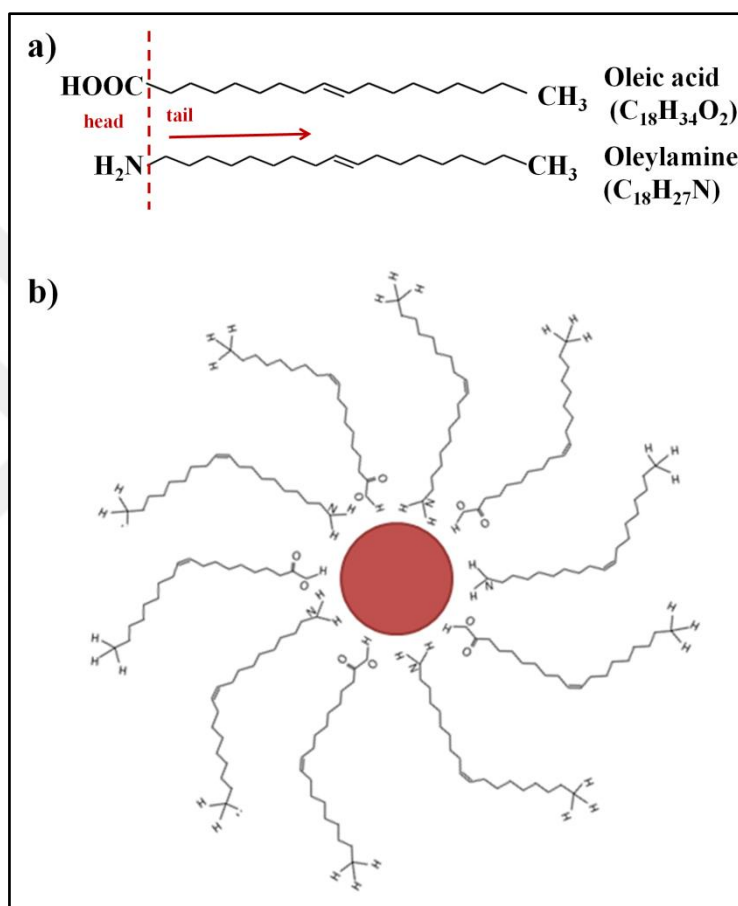 a)
HOOC CH₃ Oleic acid
(C₁₈H₃₄O₂)
head tail
H₂N CH₃ Oleylamine
(C₁₈H₂₇N)
b)
H H H
H H H
H H H
O O H
H N H
H O O
H H
N H H
H H H
H H N
O O H
H H H
H N H
H H
H O O
H H H
H O O
H H H
H N H
H H H